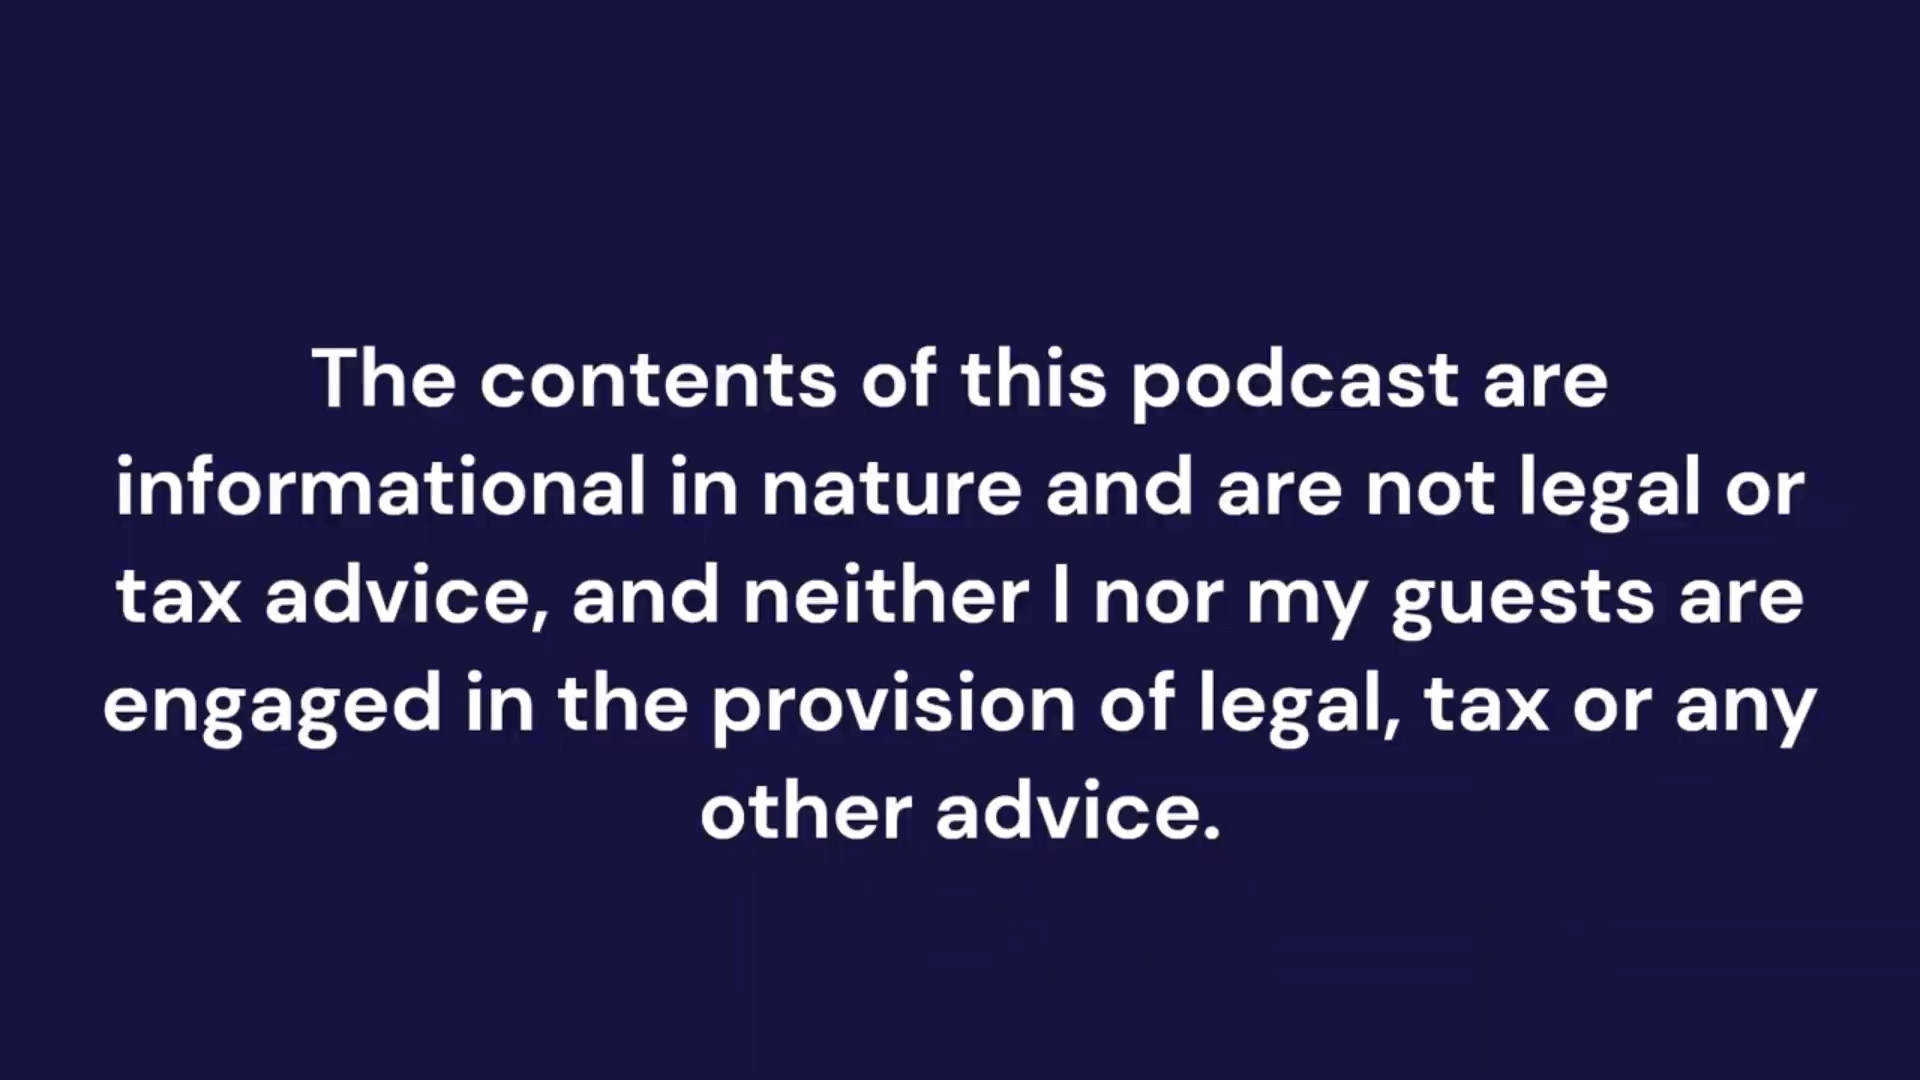 The contents of this podcast are
informational in nature and are not legal or
tax advice, and neither I nor my guests are
engaged in the provision of legal, tax or any
other advice.